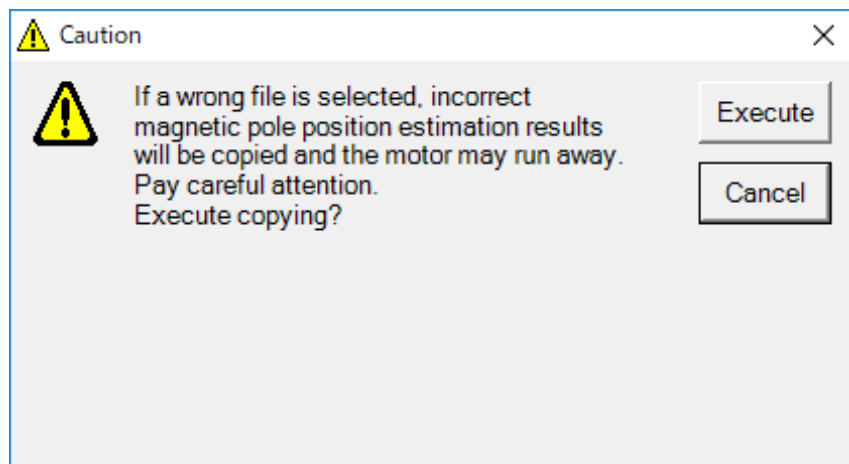 Caution
If a wrong file is selected, incorrect
magnetic pole position estimation results
will be copied and the motor may run away.
Pay careful attention.
Execute copying?
Execute
Cancel